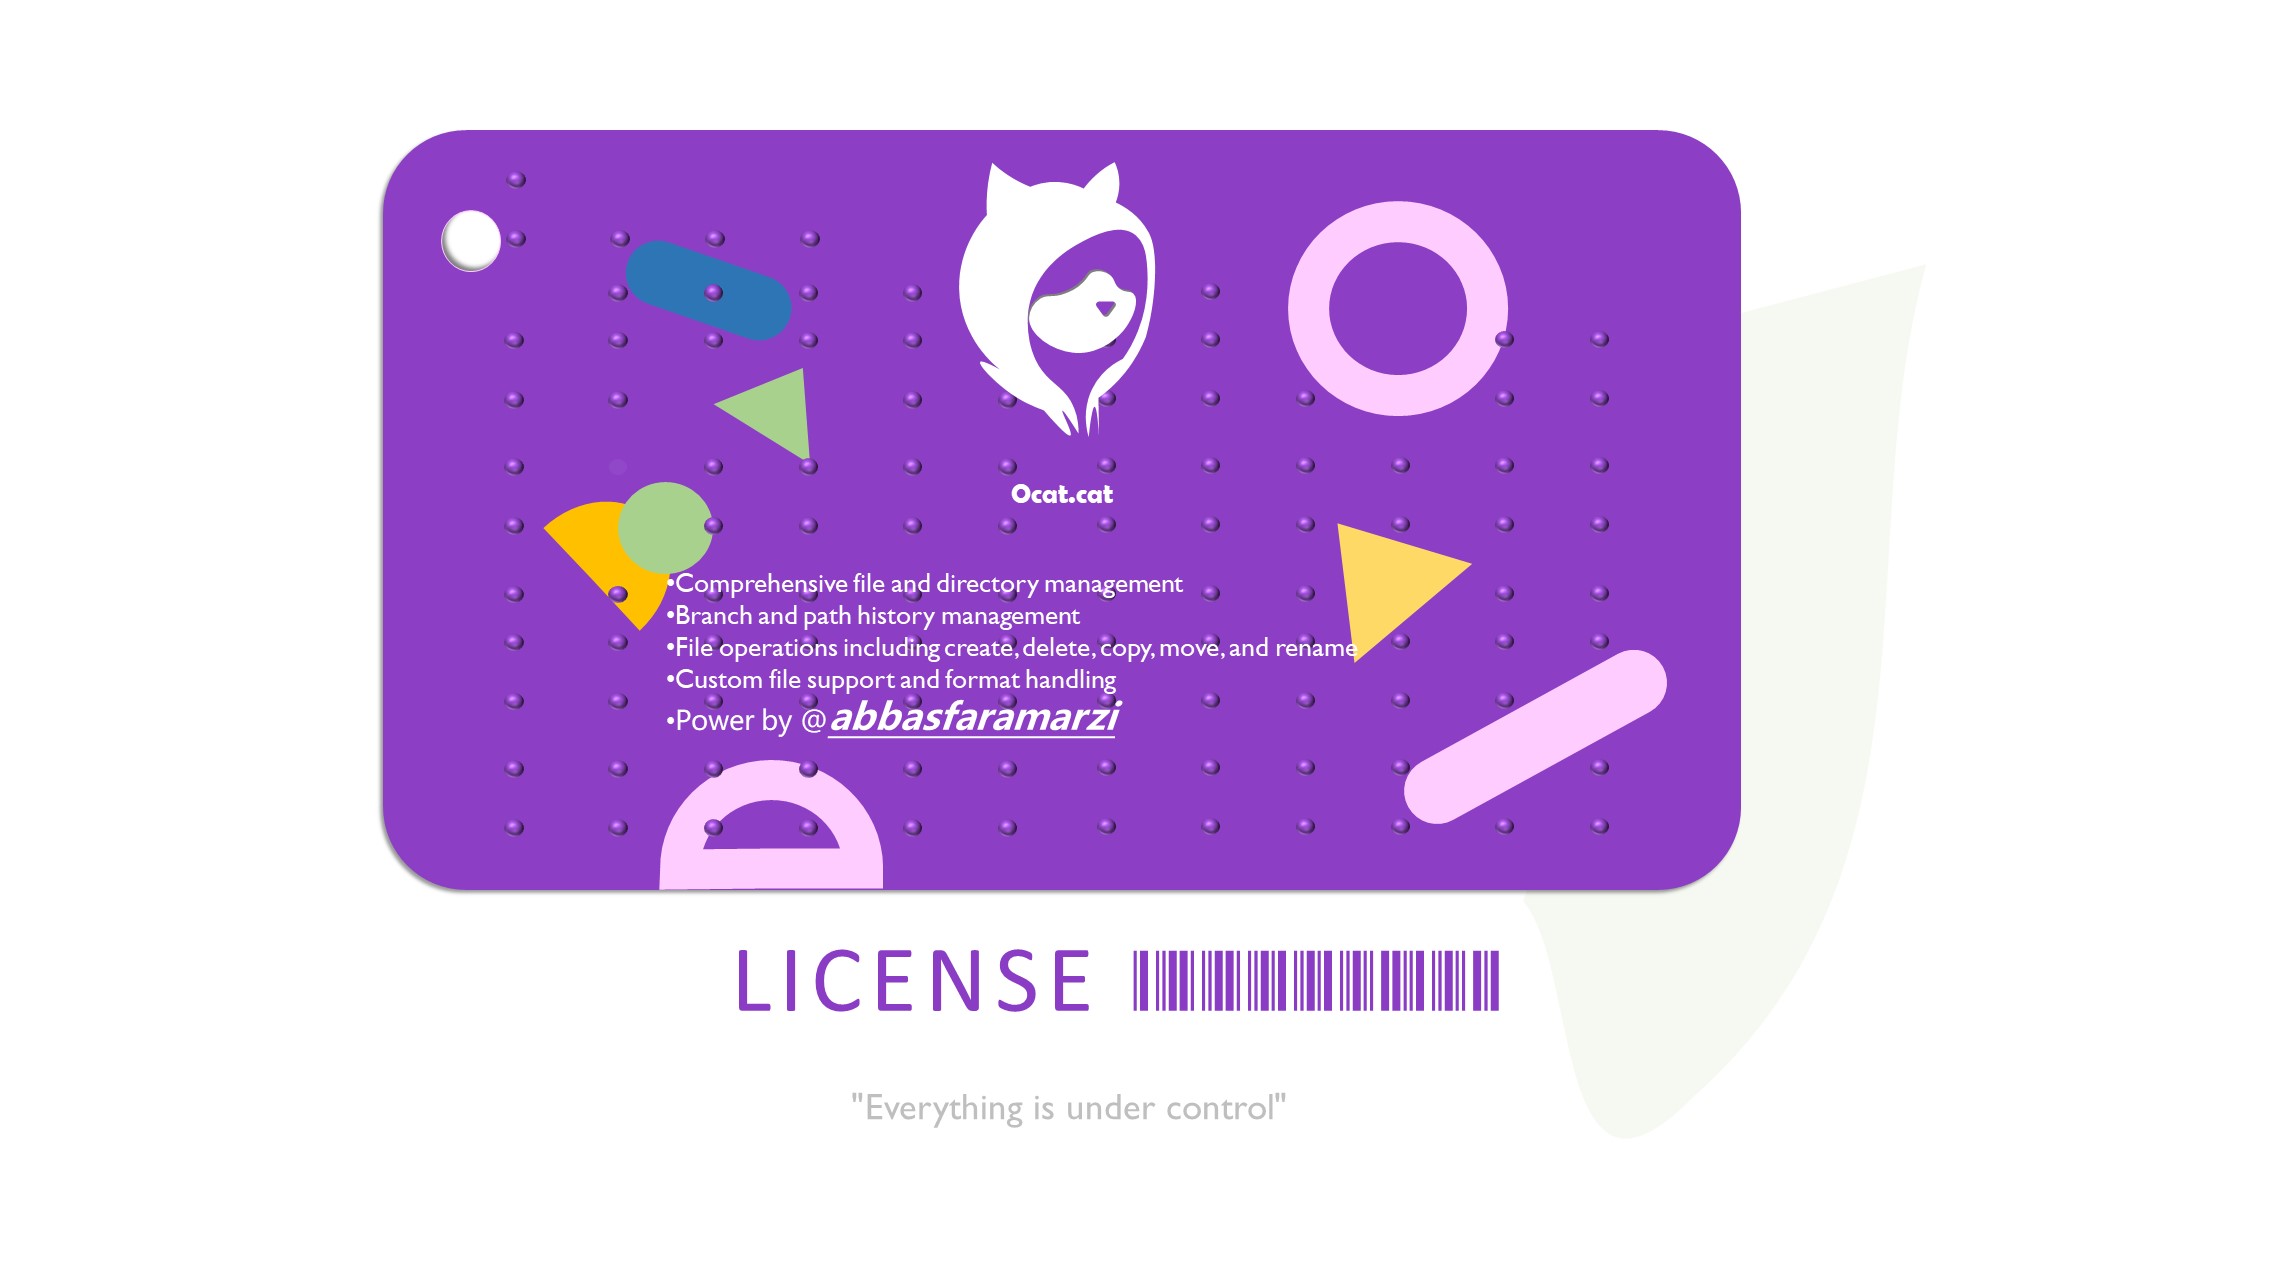 Ocat.cat
•Comprehensive file and directory management
•Branch and path history management
•File operations including create, delete, copy, move, and rename
•Custom file support and format handling
•Power by @abbasfaramarzi
LICENSE
"Everything is under control"